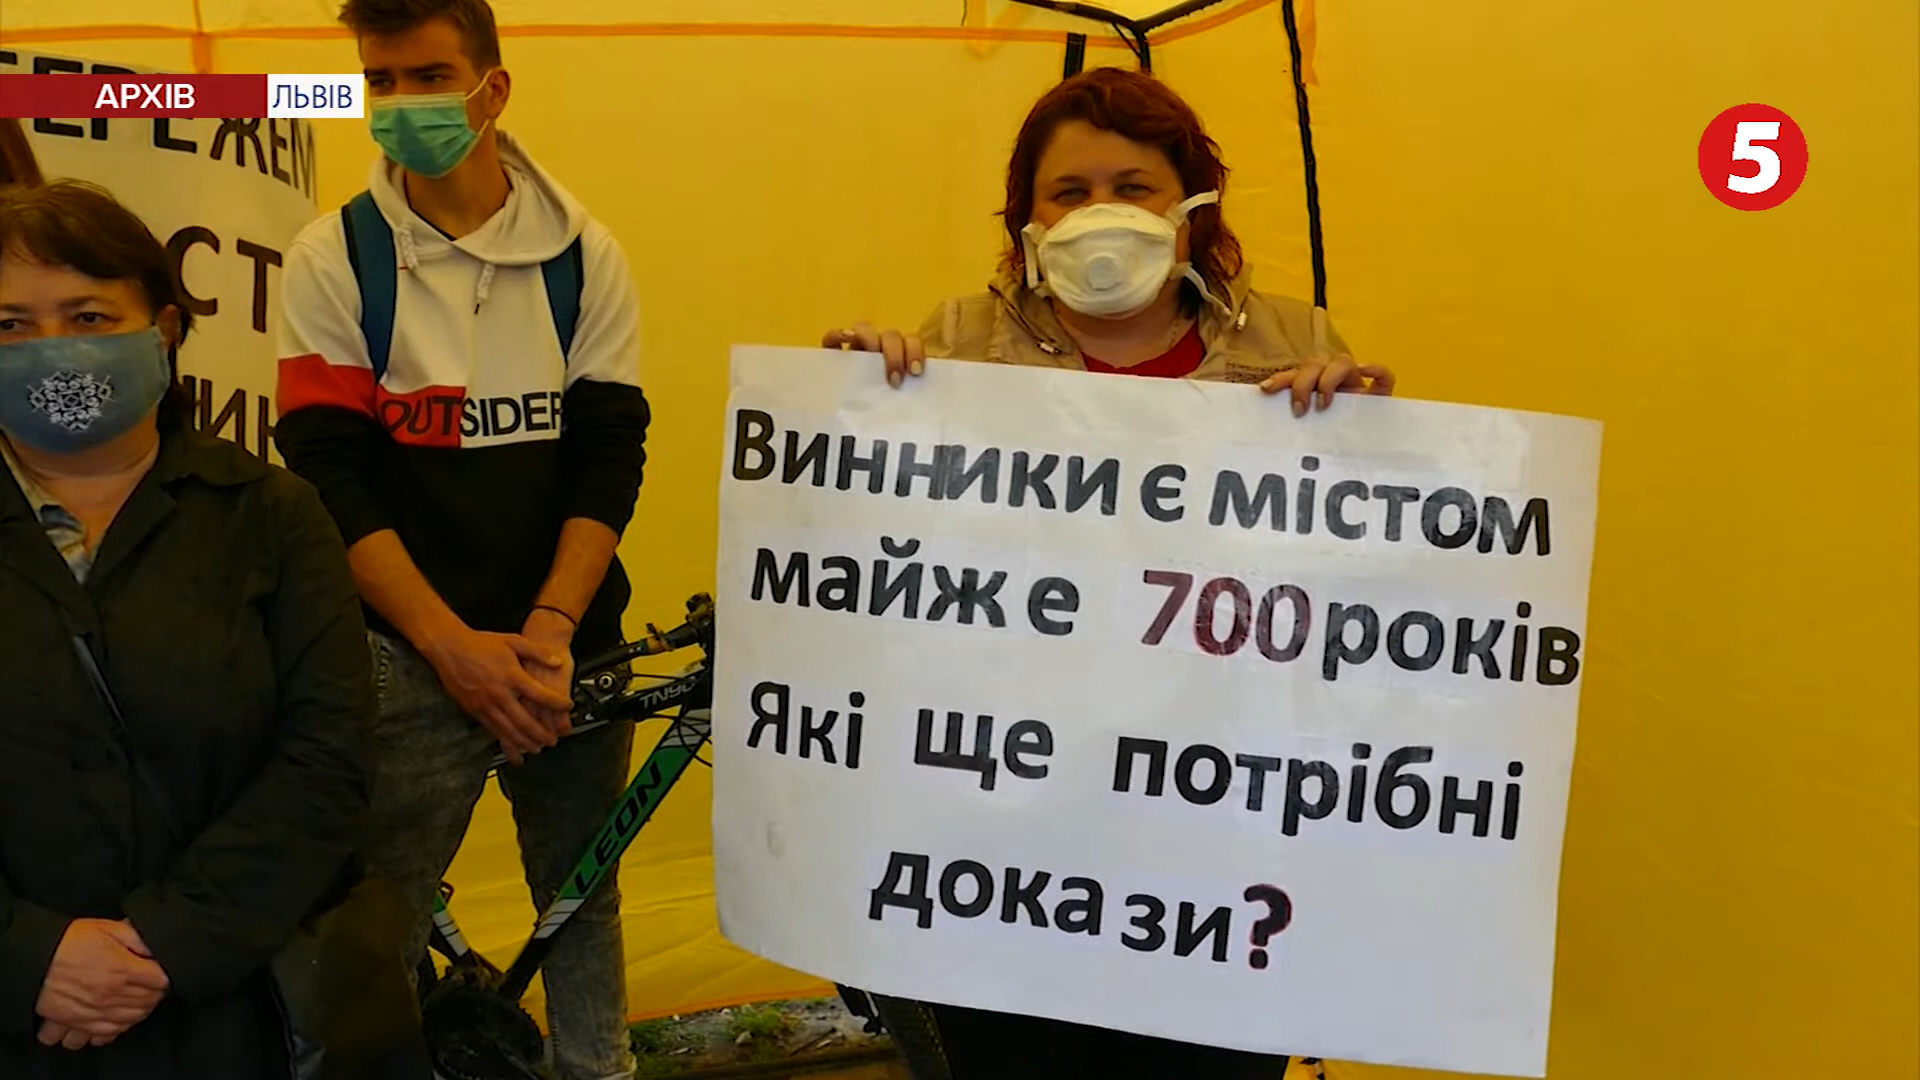 АРХІВ
ЛЬВІВ
5
OUTSIDER
LEON
Винники є містом
майже 700 років
Які ще потрібні
докази?